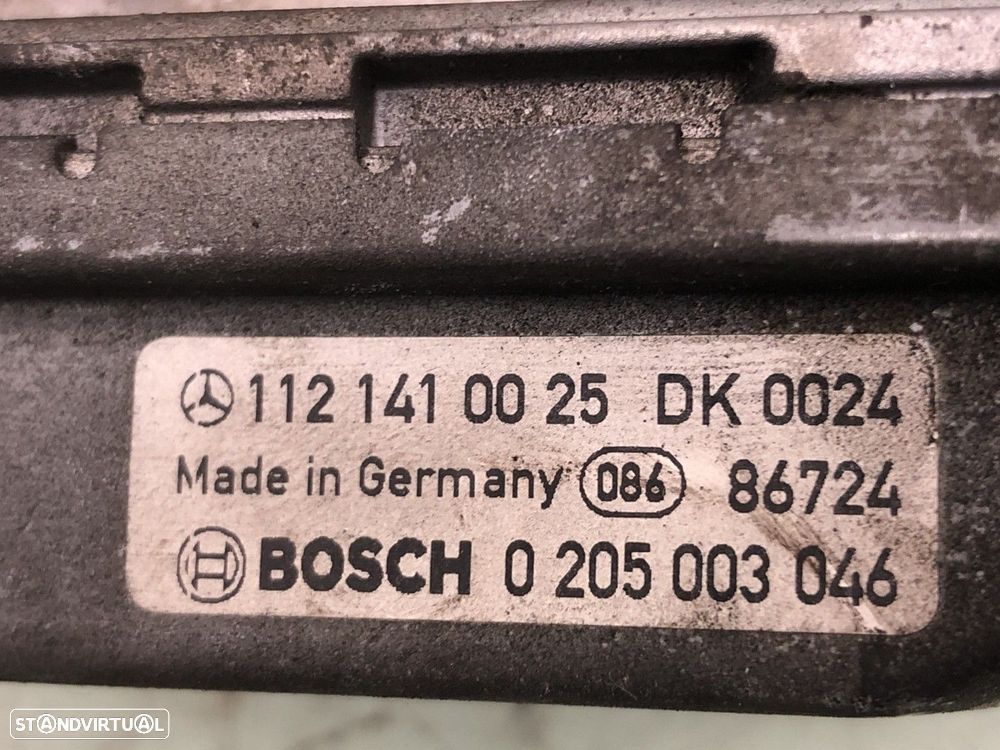 112 141 00 25 DK 0024
Made in Germany 086 86724
BOSCH 0 205 003 046
STANDVIRTUAL